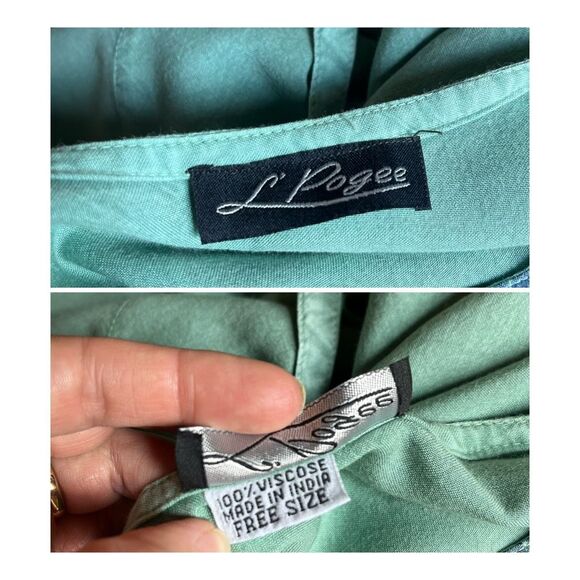 L' Pogee
L. Pogee
100% VISCOSE
MADE IN INDIA
FREE SIZE